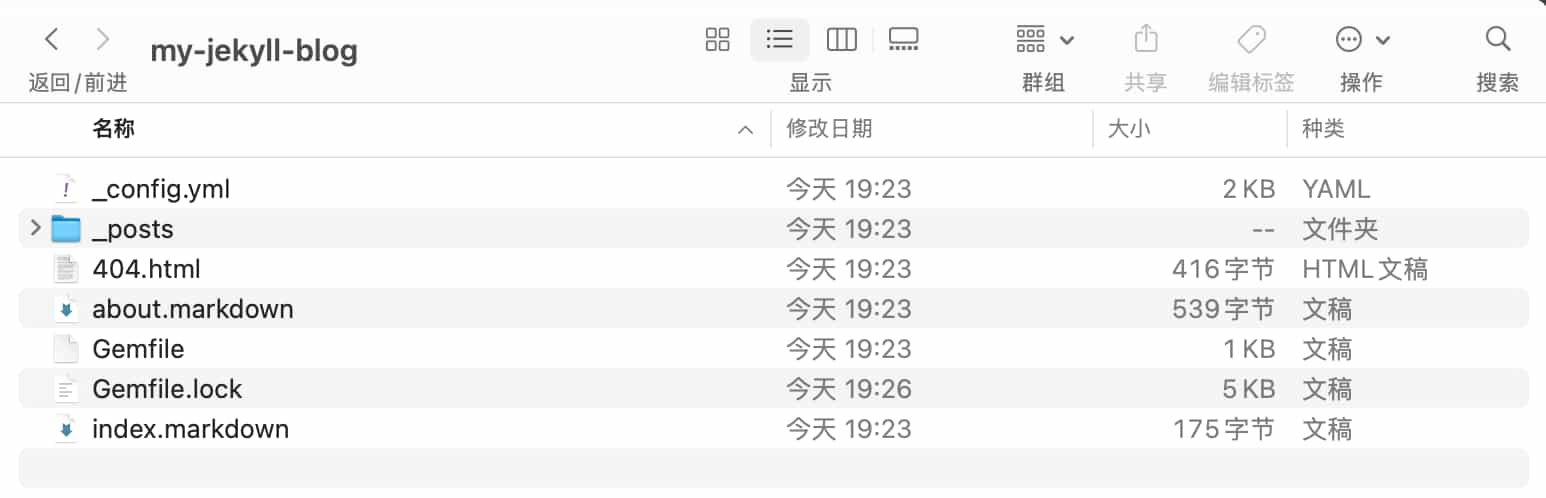 my-jekyll-blog
返回/前进 显示 群组 共享 编辑标签 操作 搜索
名称 修改日期 大小 种类
_config.yml 今天 19:23 2 KB YAML
_posts 今天 19:23 -- 文件夹
404.html 今天 19:23 416 字节 HTML文稿
about.markdown 今天 19:23 539 字节 文稿
Gemfile 今天 19:23 1 KB 文稿
Gemfile.lock 今天 19:26 5 KB 文稿
index.markdown 今天 19:23 175 字节 文稿